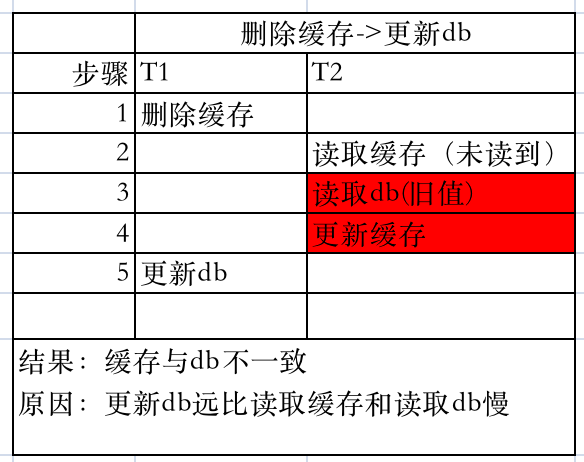 删除缓存->更新db
步骤 T1 T2
1 删除缓存
2 读取缓存（未读到）
3 读取db(旧值)
4 更新缓存
5 更新db
结果：缓存与db不一致
原因：更新db远比读取缓存和读取db慢